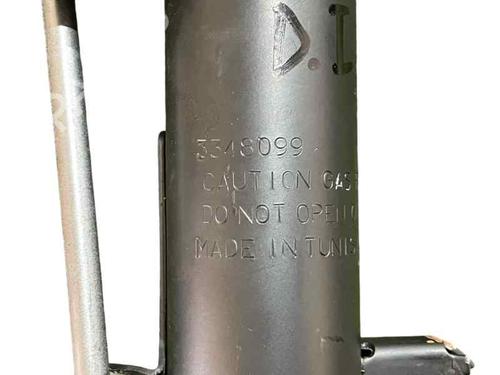 D.I
3348099
CAUTION GAS
DO NOT OPEN
MADE IN TUNIS